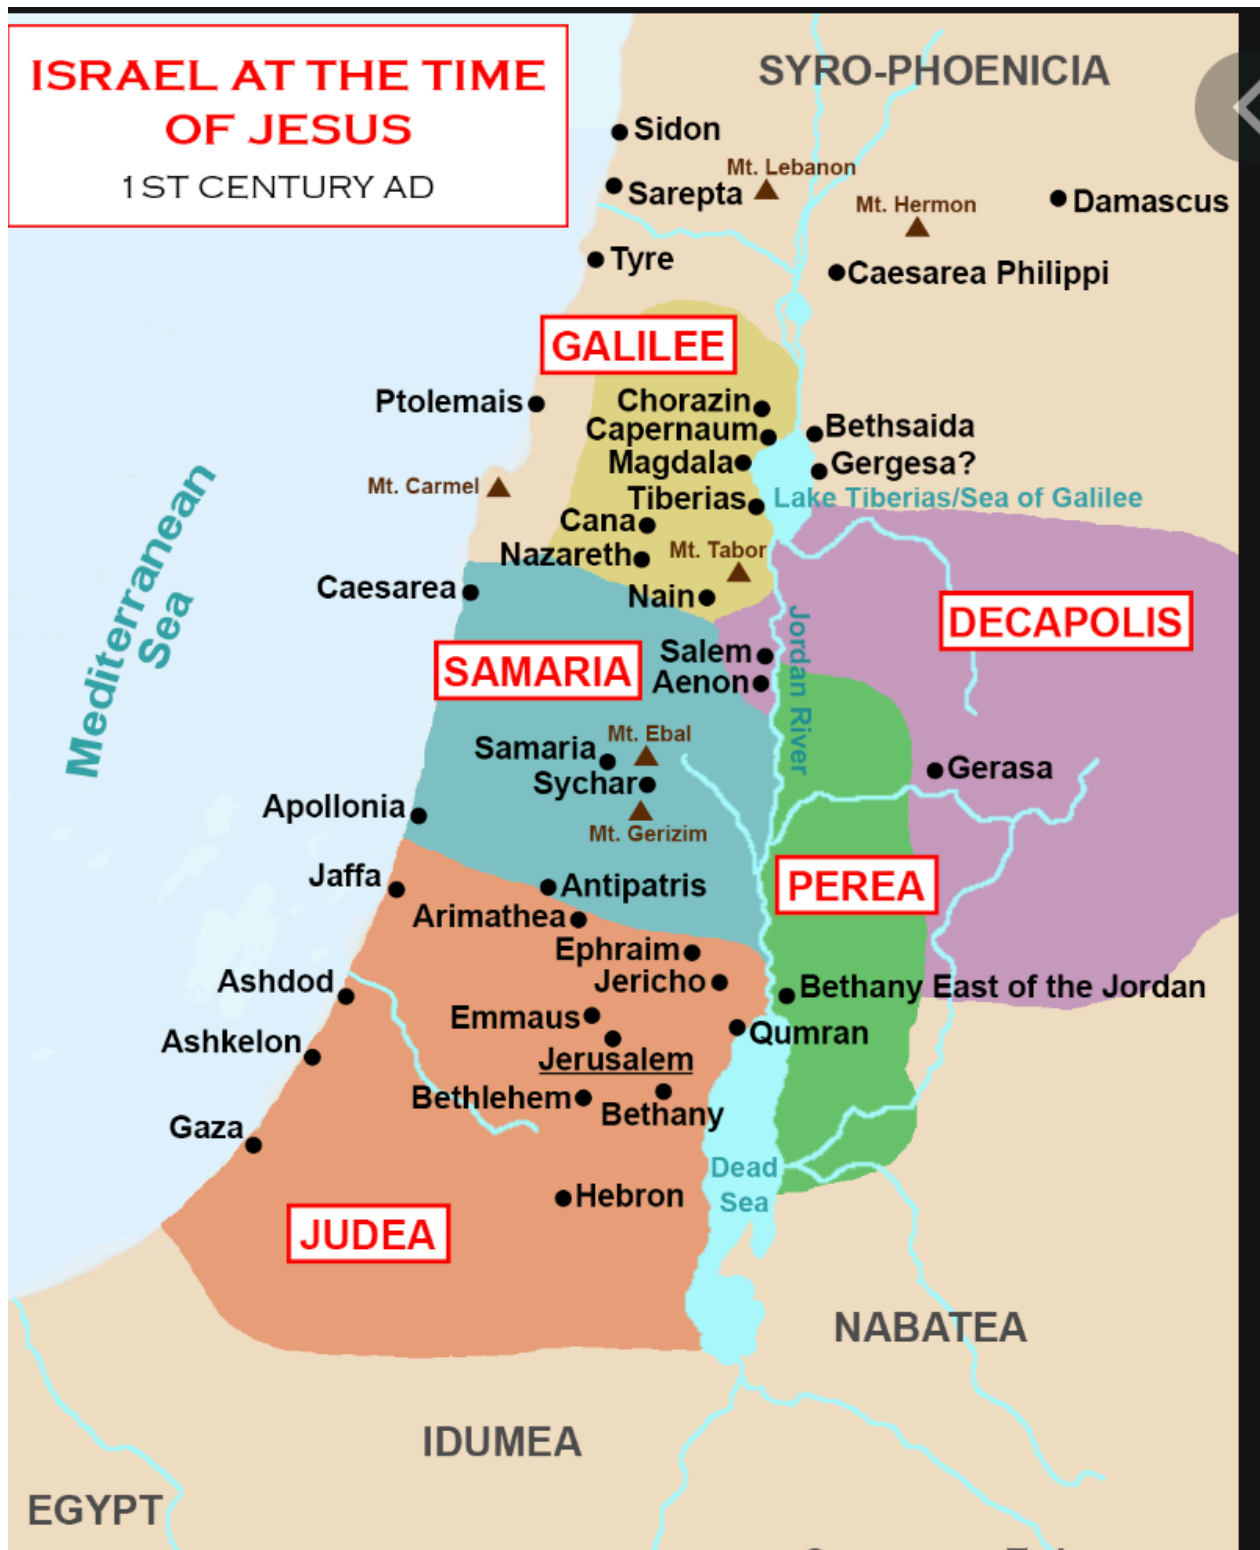 ISRAEL AT THE TIME
OF JESUS
1ST CENTURY AD
SYRO-PHOENICIA
Sidon
Mt. Lebanon
Sarepta
Mt. Hermon
Damascus
Tyre
Caesarea Philippi
GALILEE
Ptolemais
Chorazin
Capernaum
Bethsaida
Magdala
Gergesa?
Mt. Carmel
Tiberias
Lake Tiberias/Sea of Galilee
Cana
Nazareth
Mt. Tabor
Caesarea
Nain
Mediterranean
Sea
DECAPOLIS
Jordan River
SAMARIA
Salem
Aenon
Mt. Ebal
Samaria
Sychar
Gerasa
Apollonia
Mt. Gerizim
Jaffa
Antipatris
PEREA
Arimathea
Ephraim
Jericho
Ashdod
Bethany East of the Jordan
Emmaus
Qumran
Ashkelon
Jerusalem
Bethlehem
Bethany
Gaza
Dead
Sea
Hebron
JUDEA
NABATEA
IDUMEA
EGYPT